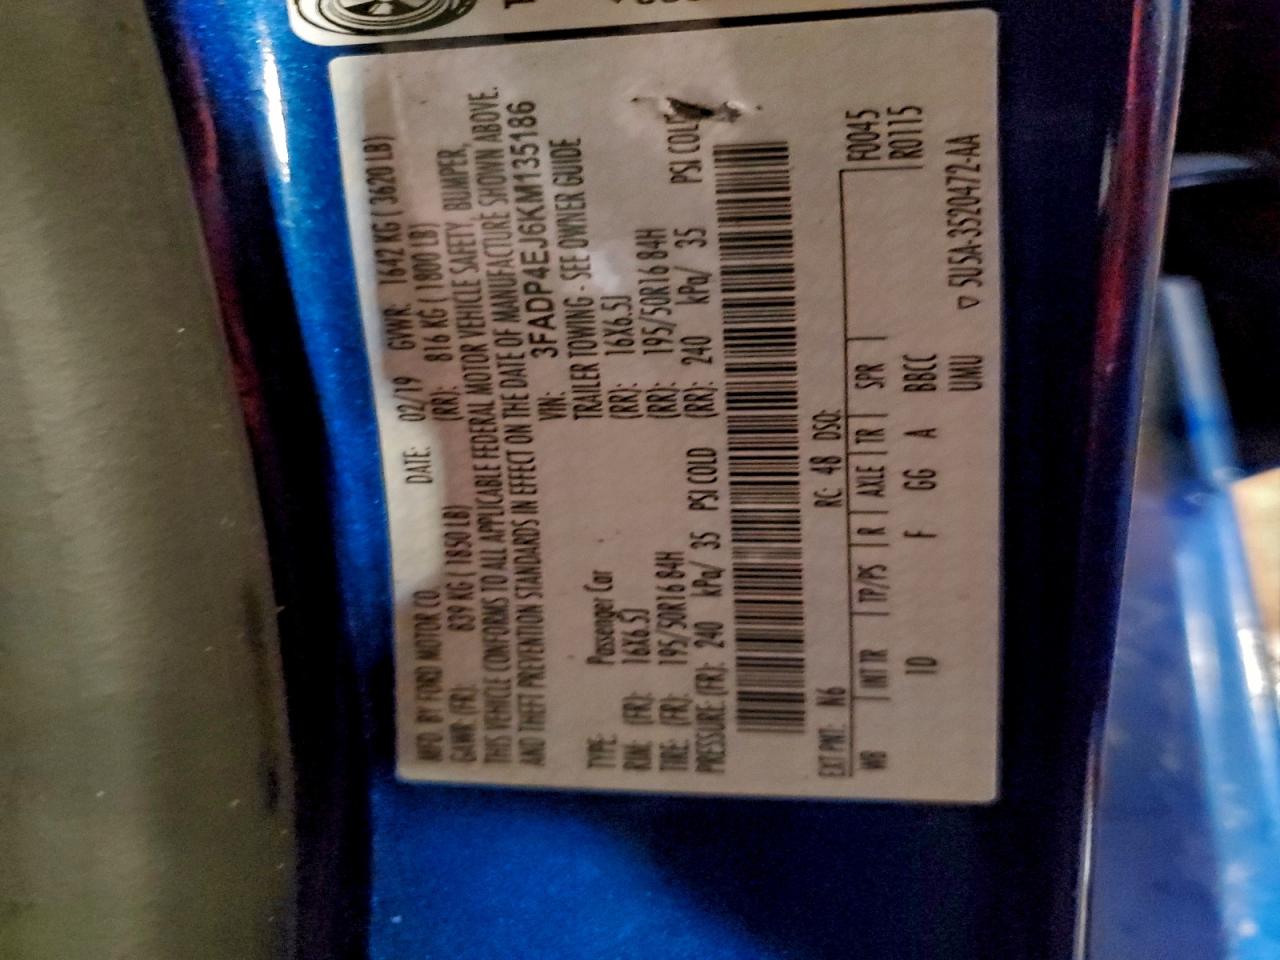 MFD. BY FORD MOTOR CO. DATE: 02/19 GVWR: 1642 KG ( 3620 LB)
GAWR: (FR): 839 KG ( 1850 LB) (RR): 816 KG ( 1800 LB)
THIS VEHICLE CONFORMS TO ALL APPLICABLE FEDERAL MOTOR VEHICLE SAFETY, BUMPER,
AND THEFT PREVENTION STANDARDS IN EFFECT ON THE DATE OF MANUFACTURE SHOWN ABOVE.
VIN: 3FADP4EJ6KM135186
TYPE: Passenger Car TRAILER TOWING - SEE OWNER GUIDE
RIM: (FR): 16X6.5J (RR): 16X6.5J
TIRE: (FR): 195/50R16 84H (RR): 195/50R16 84H
PRESSURE: (FR): 240 kPa/ 35 PSI COLD (RR): 240 kPa/ 35 PSI COLD
EXT PNT: K6 RC: 48 DSO: F0045
WB INT TR TP/PS R AXLE TR SPR R0115
10 F GG A BBCC
UNU ▽ 5U5A-3520472-AA